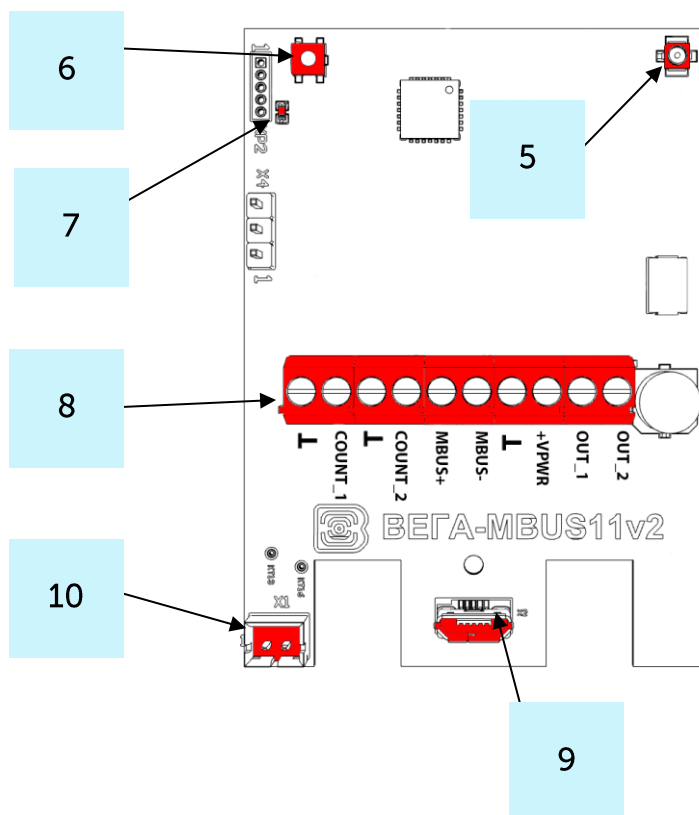 6
1
5
JP2
7
X4
1
8
⊥
COUNT_1
⊥
COUNT_2
MBUS+
MBUS-
⊥
+VPWR
OUT_1
OUT_2
ВЕГА-MBUS11v2
10
X1
9